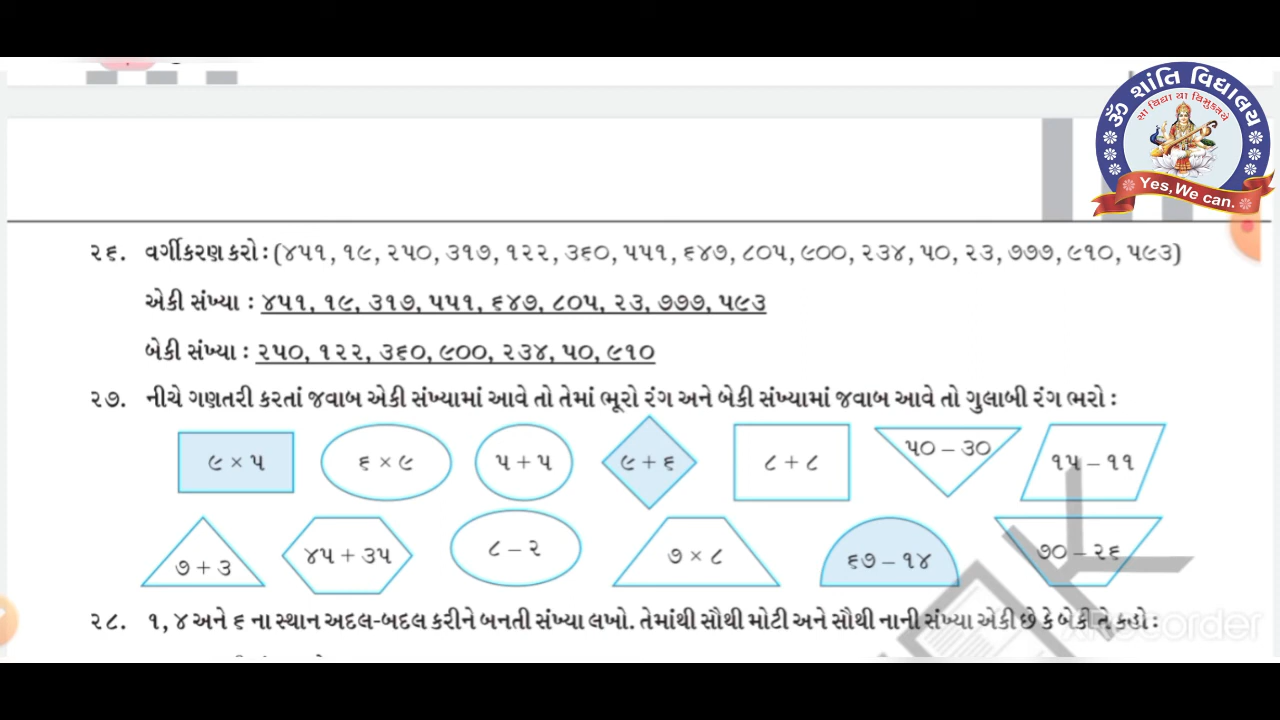 ૐ શાંતિ વિદ્યાલય
સા વિદ્યા યા વિમુક્તયે
Yes, We can.
૨૬. વર્ગીકરણ કરો : (૪૫૧, ૧૯, ૨૫૦, ૩૧૭, ૧૨૨, ૩૬૦, ૫૫૧, ૬૪૭, ૮૦૫, ૯૦૦, ૨૩૪, ૫૦, ૨૩, ૭૭૭, ૯૧૦, ૫૯૩)
એકી સંખ્યા : ૪૫૧, ૧૯, ૩૧૭, ૫૫૧, ૬૪૭, ૮૦૫, ૨૩, ૭૭૭, ૫૯૩
બેકી સંખ્યા : ૨૫૦, ૧૨૨, ૩૬૦, ૯૦૦, ૨૩૪, ૫૦, ૯૧૦
૨૭. નીચે ગણતરી કરતાં જવાબ એકી સંખ્યામાં આવે તો તેમાં ભૂરો રંગ અને બેકી સંખ્યામાં જવાબ આવે તો ગુલાબી રંગ ભરો :
૯ × ૫ ૬ × ૯ ૫ + ૫ ૯ + ૬ ૮ + ૮ ૫૦ – ૩૦ ૧૫ – ૧૧
૭ + ૩ ૪૫ + ૩૫ ૮ – ૨ ૭ × ૮ ૬૭ – ૧૪ ૭૦ – ૨૬
૨૮. ૧, ૪ અને ૬ ના સ્થાન અદલ-બદલ કરીને બનતી સંખ્યા લખો. તેમાંથી સૌથી મોટી અને સૌથી નાની સંખ્યા એકી છે કે બેકી તે કહો :
XRecorder